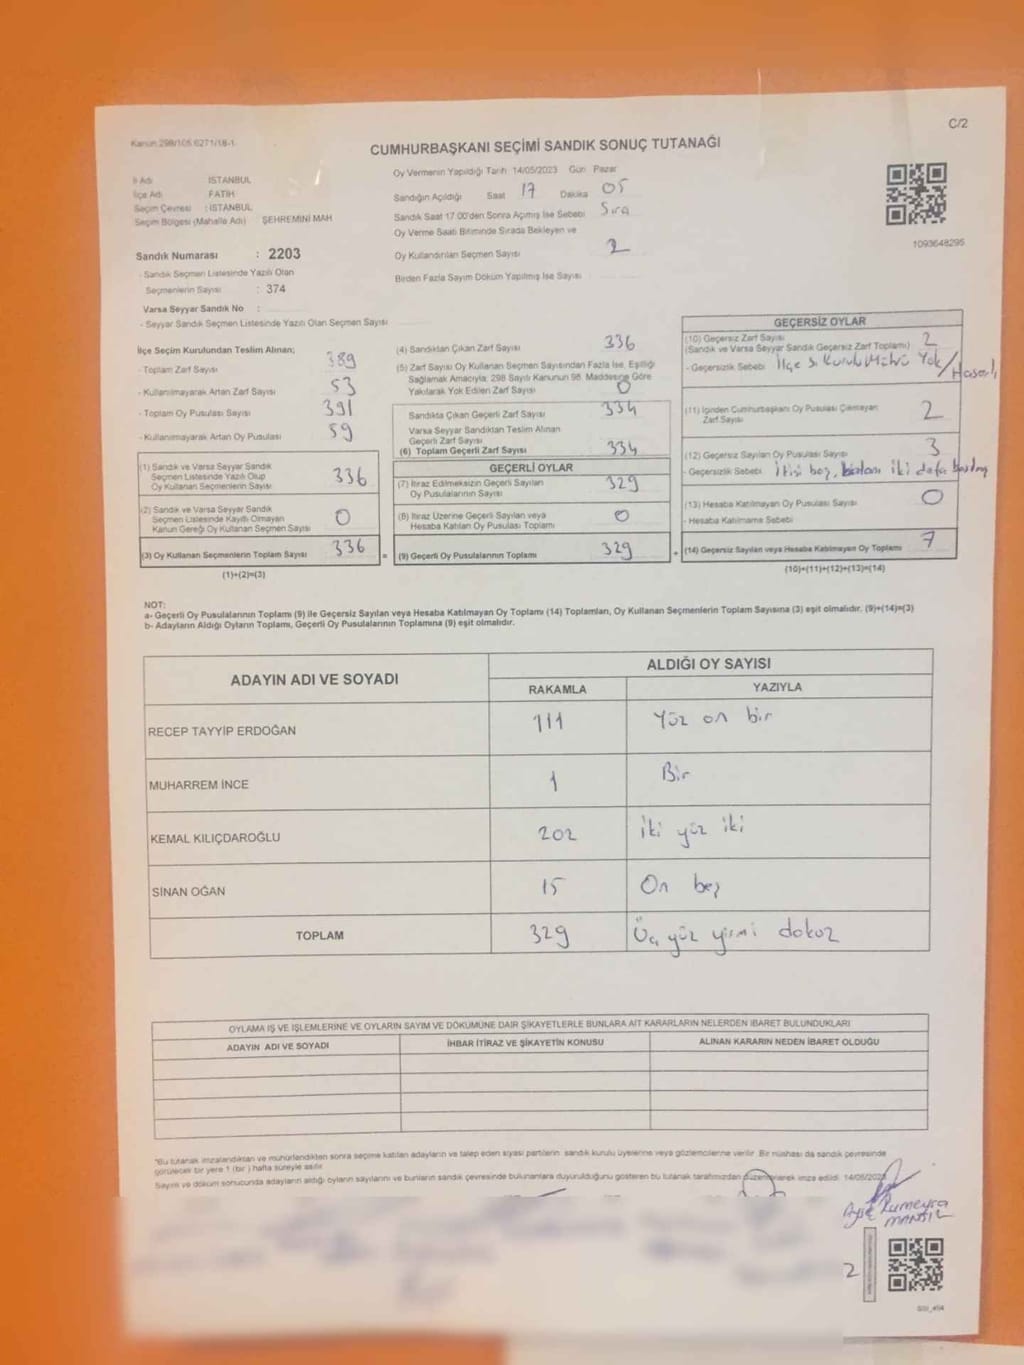 C/2
Kanun 298/105 6271/18-1
CUMHURBAŞKANI SEÇİMİ SANDIK SONUÇ TUTANAĞI
İl Adı : İSTANBUL
İlçe Adı : FATİH
Seçim Çevresi : İSTANBUL
Seçim Bölgesi (Mahalle Adı) ŞEHREMİNİ MAH
Sandık Numarası : 2203
- Sandık Seçmen Listesinde Yazılı Olan
Seçmenlerin Sayısı : 374
Varsa Seyyar Sandık No :
- Seyyar Sandık Seçmen Listesinde Yazılı Olan Seçmen Sayısı
Oy Vermenin Yapıldığı Tarih 14/05/2023 Gün Pazar
Sandığın Açıldığı Saat 17 Dakika 05
Sandık Saat 17.00'den Sonra Açılmış İse Sebebi Sıra
Oy Verme Saati Bitiminde Sırada Bekleyen ve
Oy Kullandırılan Seçmen Sayısı 2
Birden Fazla Sayım Döküm Yapılmış İse Sayısı
1093648295
İlçe Seçim Kurulundan Teslim Alınan;
- Toplam Zarf Sayısı 389
- Kullanılmayarak Artan Zarf Sayısı 53
- Toplam Oy Pusulası Sayısı 391
- Kullanılmayarak Artan Oy Pusulası 59
(1) Sandık ve Varsa Seyyar Sandık
Seçmen Listesinde Yazılı Olup
Oy Kullanan Seçmenlerin Sayısı 336
(2) Sandık ve Varsa Seyyar Sandık
Seçmen Listesinde Kayıtlı Olmayan
Kanun Gereği Oy Kullanan Seçmen Sayısı 0
(3) Oy Kullanan Seçmenlerin Toplam Sayısı 336
(1)+(2)=(3)
(4) Sandıktan Çıkan Zarf Sayısı 336
(5) Zarf Sayısı Oy Kullanan Seçmen Sayısından Fazla İse, Eşitliği
Sağlamak Amacıyla; 298 Sayılı Kanunun 98. Maddesine Göre
Yakılarak Yok Edilen Zarf Sayısı 0
Sandıkta Çıkan Geçerli Zarf Sayısı 334
Varsa Seyyar Sandıktan Teslim Alınan
Geçerli Zarf Sayısı
(6) Toplam Geçerli Zarf Sayısı 334
GEÇERLİ OYLAR
(7) İtiraz Edilmeksizin Geçerli Sayılan
Oy Pusulalarının Sayısı 329
(8) İtiraz Üzerine Geçerli Sayılan veya
Hesaba Katılan Oy Pusulası Toplamı 0
= (9) Geçerli Oy Pusulalarının Toplamı 329
GEÇERSİZ OYLAR
(10) Geçersiz Zarf Sayısı
(Sandık ve Varsa Seyyar Sandık Geçersiz Zarf Toplamı) 2
- Geçersizlik Sebebi İlçe S. Kurulu Mührü Yok / Hasarlı
(11) İçinden Cumhurbaşkanı Oy Pusulası Çıkmayan
Zarf Sayısı 2
(12) Geçersiz Sayılan Oy Pusulası Sayısı 3
- Geçersizlik Sebebi İkisi boş, iki defa
(13) Hesaba Katılmayan Oy Pusulası Sayısı 0
- Hesaba Katılmama Sebebi
+ (14) Geçersiz Sayılan veya Hesaba Katılmayan Oy Toplamı 7
(10)+(11)+(12)+(13)=(14)
NOT:
a- Geçerli Oy Pusulalarının Toplamı (9) ile Geçersiz Sayılan veya Hesaba Katılmayan Oy Toplamı (14) Toplamları, Oy Kullanan Seçmenlerin Toplam Sayısına (3) eşit olmalıdır. (9)+(14)=(3)
b- Adayların Aldığı Oyların Toplamı, Geçerli Oy Pusulalarının Toplamına (9) eşit olmalıdır.
ADAYIN ADI VE SOYADI ALDIĞI OY SAYISI
RAKAMLA YAZIYLA
RECEP TAYYİP ERDOĞAN 111 Yüz on bir
MUHARREM İNCE 1 Bir
KEMAL KILIÇDAROĞLU 202 İki yüz iki
SİNAN OĞAN 15 On beş
TOPLAM 329 Üç yüz yirmi dokuz
OYLAMA İŞ VE İŞLEMLERİNE VE OYLARIN SAYIM VE DÖKÜMÜNE DAİR ŞİKAYETLERLE BUNLARA AİT KARARLARIN NELERDEN İBARET BULUNDUKLARI
ADAYIN ADI VE SOYADI İHBAR İTİRAZ VE ŞİKAYETİN KONUSU ALINAN KARARIN NEDEN İBARET OLDUĞU
*Bu tutanak imzalandıktan ve mühürlendikten sonra seçime katılan adayların ve talep eden siyasi partilerin sandık kurulu üyelerine veya gözlemcilerine verilir. Bir nüshası da sandık çevresinde
görülecek bir yere 1 (bir) hafta süreyle asılır.
Sayım ve döküm sonucunda adayların aldığı oyların sayılarını ve bunların sandık çevresinde bulunanlara duyurulduğunu gösteren bu tutanak tarafımızdan düzenlenerek imza edildi. 14/05/2023
Ayşe Rumeysa
2